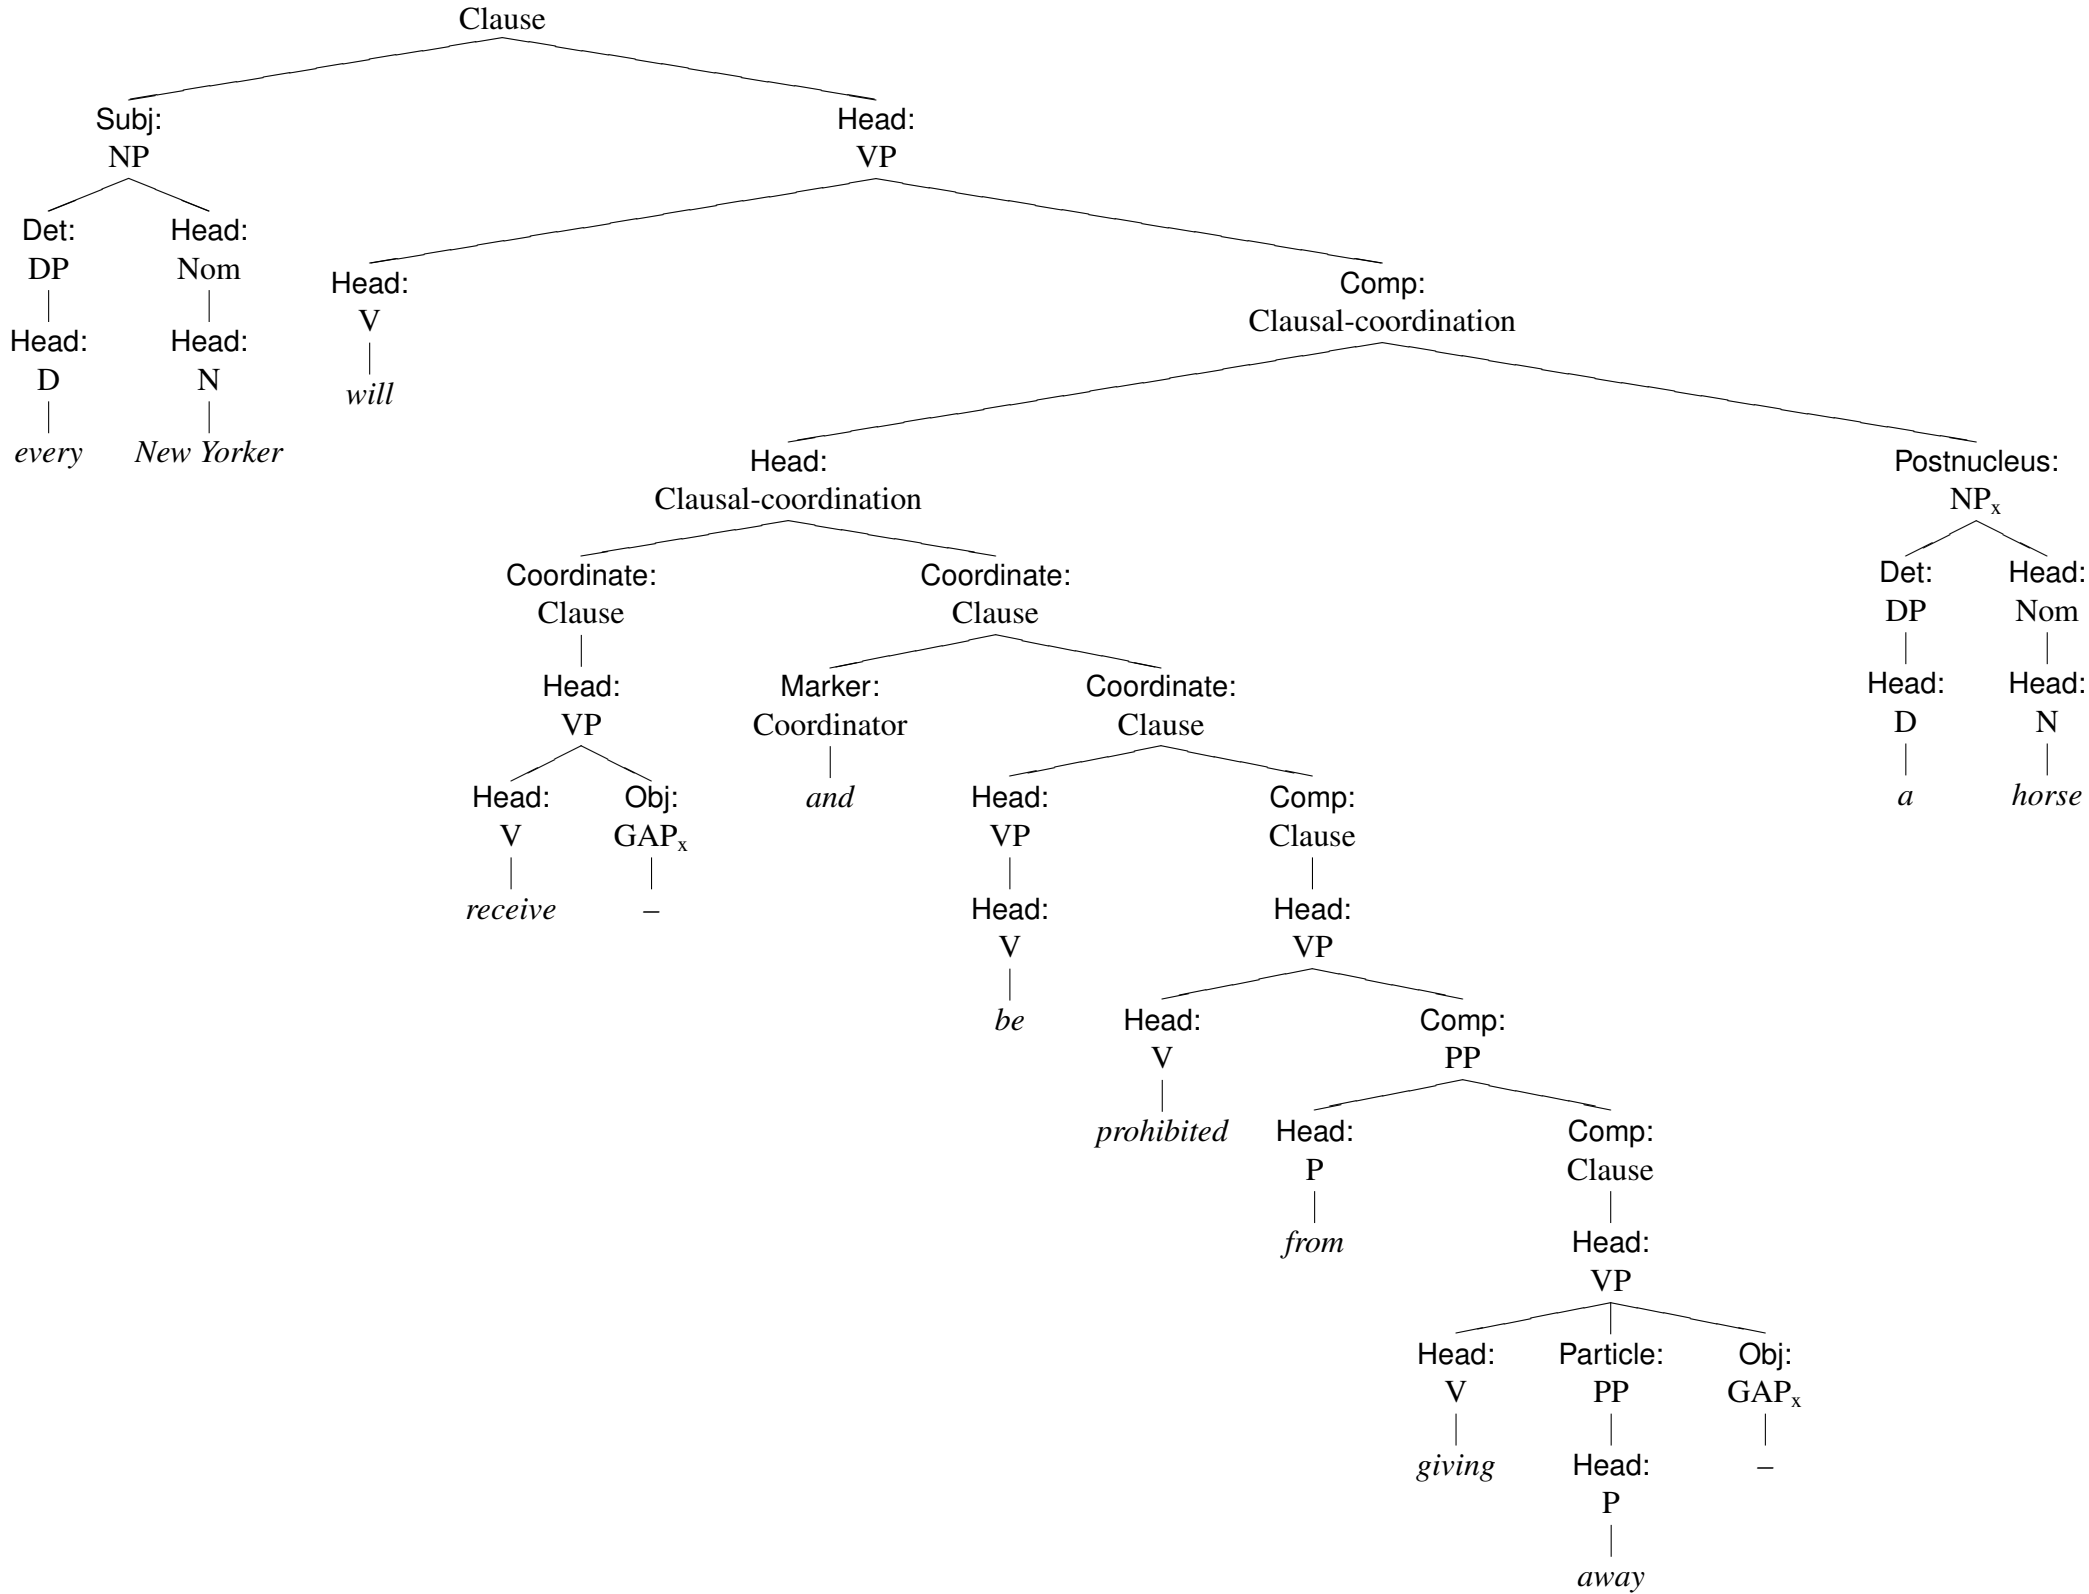 Clause
Subj: Head:
NP VP
Det: Head:
DP Nom
Head: Comp:
V Clausal-coordination
Head: Head:
D N
will
every New Yorker
Head: Postnucleus:
Clausal-coordination NPx
Coordinate: Coordinate: Det: Head:
Clause Clause DP Nom
Head: Marker: Coordinate: Head: Head:
VP Coordinator Clause D N
Head: Obj: and Head: Comp: a horse
V GAPx VP Clause
receive – Head: Head:
V VP
be Head: Comp:
V PP
prohibited Head: Comp:
P Clause
from Head:
VP
Head: Particle: Obj:
V PP GAPx
giving Head: –
P
away